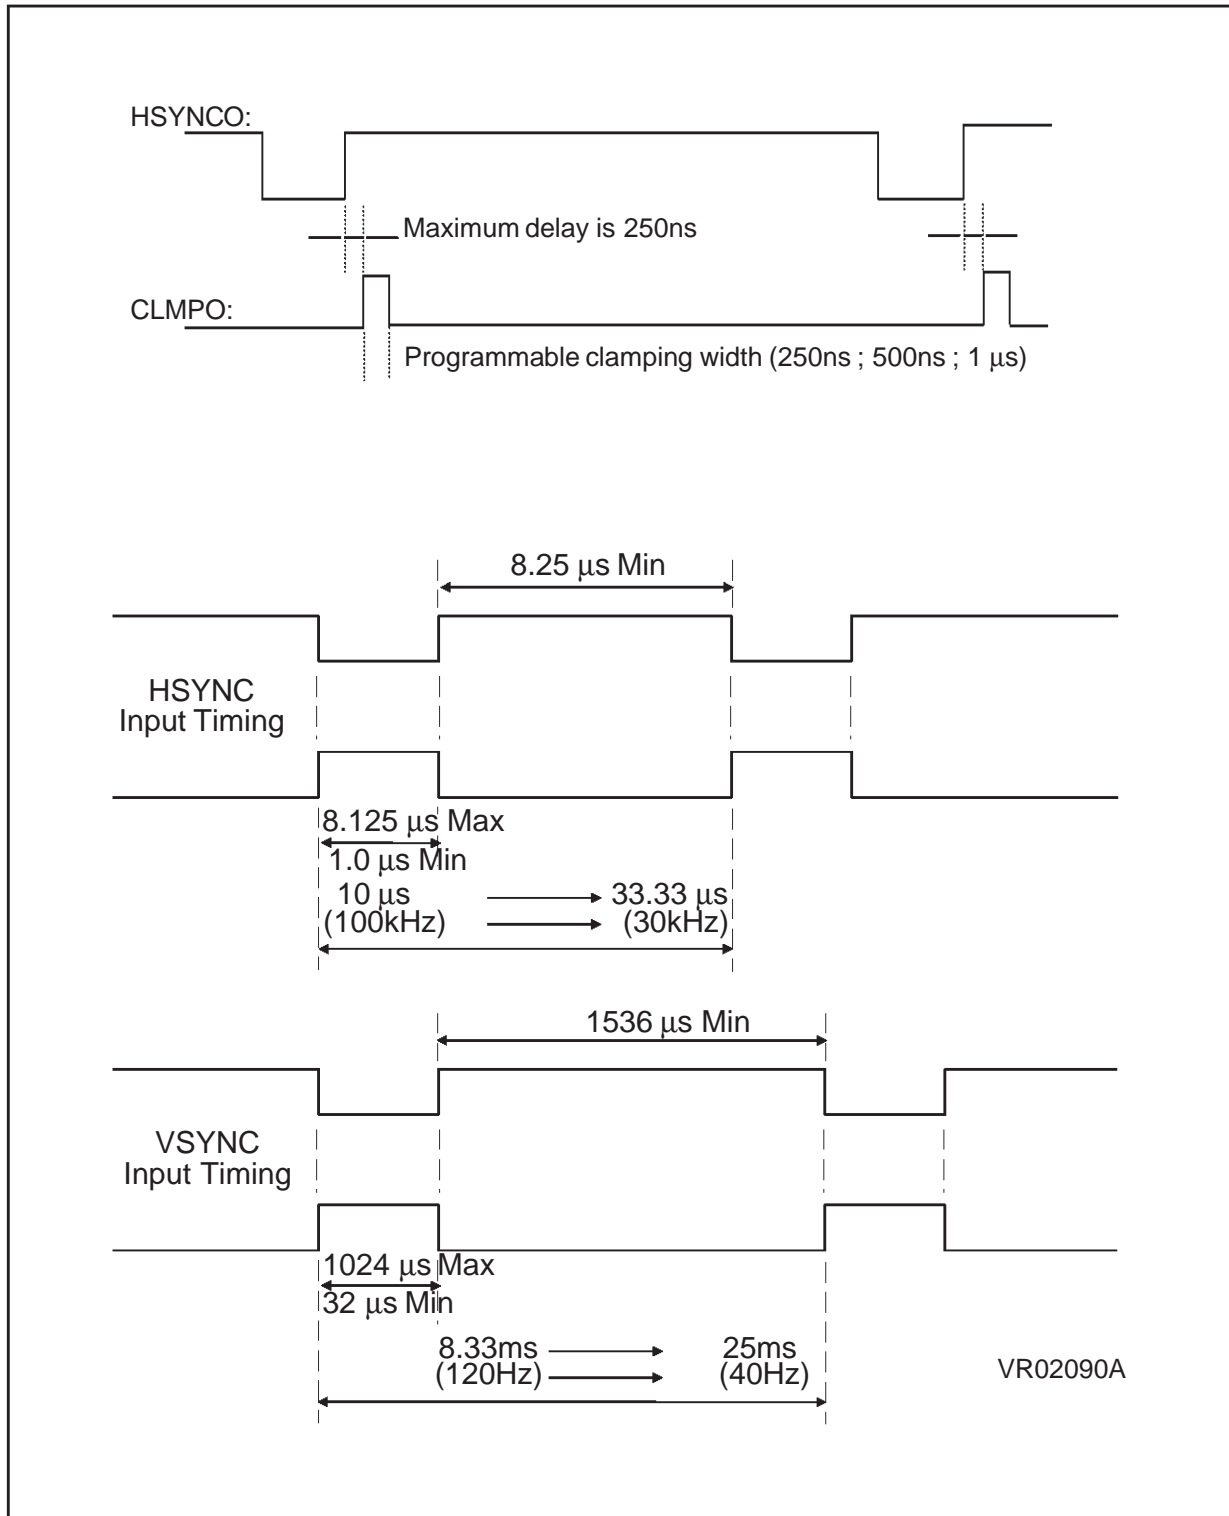 HSYNCO:
Maximum delay is 250ns
CLMPO:
Programmable clamping width (250ns ; 500ns ; 1 μs)
8.25 μs Min
HSYNC
Input Timing
8.125 μs Max
1.0 μs Min
10 μs 33.33 μs
(100kHz) (30kHz)
1536 μs Min
VSYNC
Input Timing
1024 μs Max
32 μs Min
8.33ms 25ms
(120Hz) (40Hz)
VR02090A